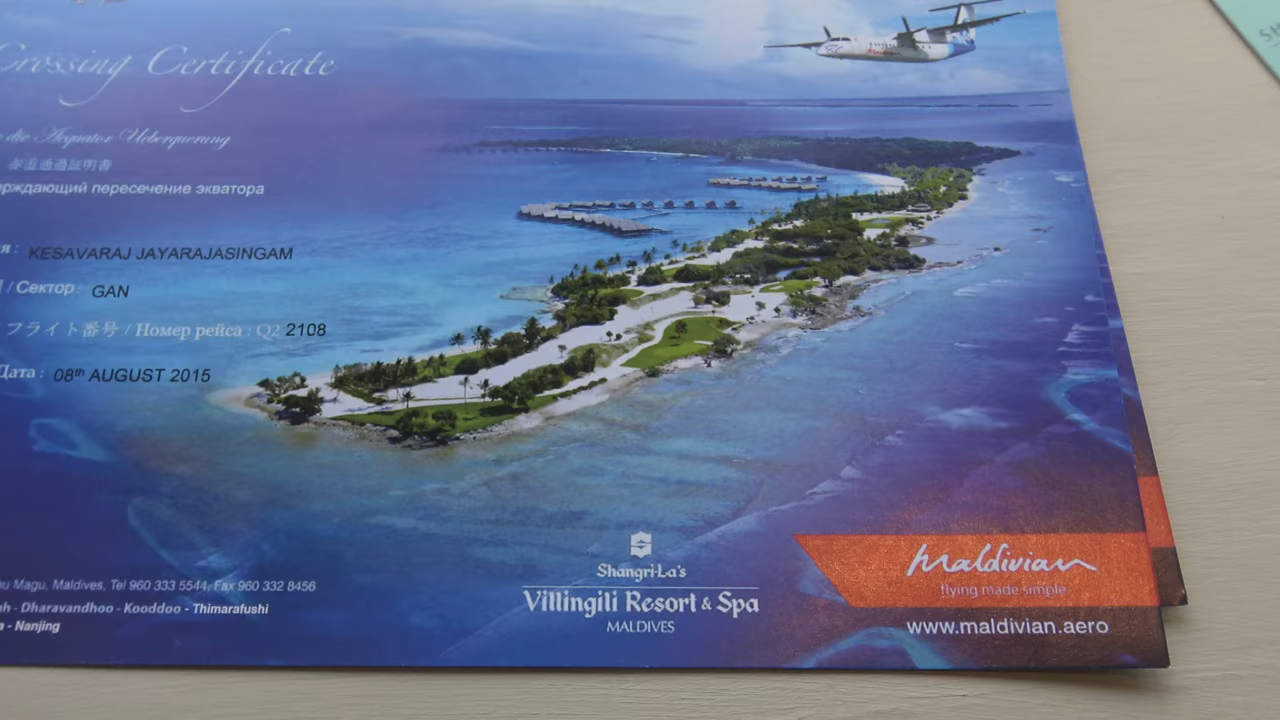 Crossing Certificate
die Aequator Ueberquerung
赤道通過証明書
ерждающий пересечение экватора
я : KESAVARAJ JAYARAJASINGAM
/ Сектор: GAN
フライト番号 / Номер рейса : Q2 2108
Дата : 08th AUGUST 2015
Magu, Maldives, Tel 960 333 5544, Fax 960 332 8456
- Dharavandhoo - Kooddoo - Thimarafushi
- Nanjing
Shangri-La's
Villingili Resort & Spa
MALDIVES
Maldivian
flying made simple
www.maldivian.aero